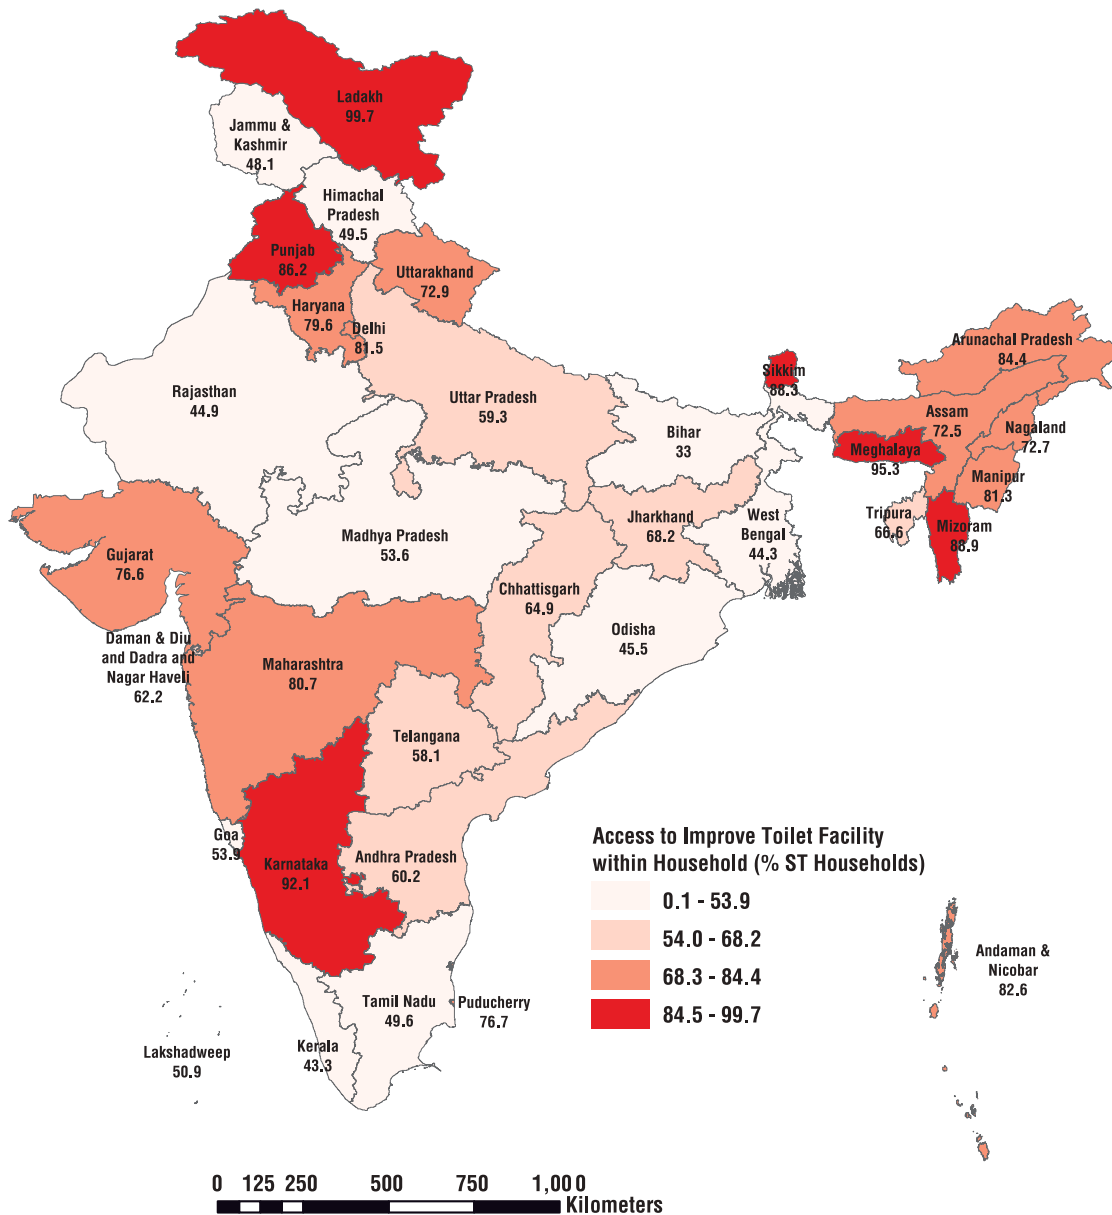 Ladakh
99.7
Jammu &
Kashmir
48.1
Himachal
Pradesh
49.5
Punjab
86.2
Uttarakhand
72.9
Haryana
79.6
Delhi
81.5
Arunachal Pradesh
84.4
Sikkim
88.3
Rajasthan
44.9
Uttar Pradesh
59.3
Bihar
33
Assam
72.5
Nagaland
72.7
Meghalaya
95.3
Manipur
81.3
Tripura
66.6
Mizoram
88.9
Jharkhand
68.2
West
Bengal
44.3
Madhya Pradesh
53.6
Gujarat
76.6
Chhattisgarh
64.9
Odisha
45.5
Daman & Diu
and Dadra and
Nagar Haveli
62.2
Maharashtra
80.7
Telangana
58.1
Goa
53.9
Karnataka
92.1
Andhra Pradesh
60.2
Access to Improve Toilet Facility
within Household (% ST Households)
0.1 - 53.9
54.0 - 68.2
68.3 - 84.4
84.5 - 99.7
Andaman &
Nicobar
82.6
Tamil Nadu
49.6
Puducherry
76.7
Kerala
43.3
Lakshadweep
50.9
0 125 250 500 750 1,000
Kilometers